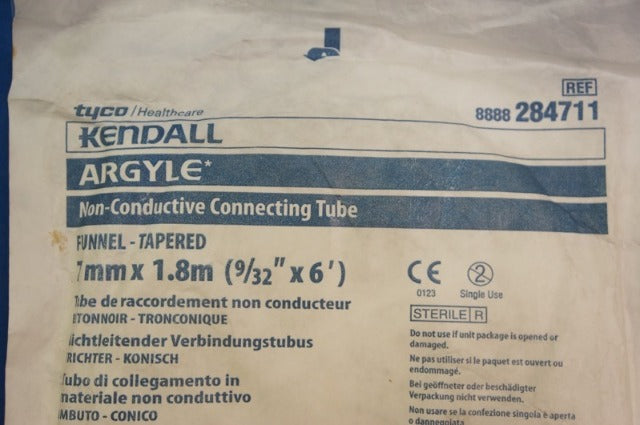 REF
tyco / Healthcare
8888 284711
KENDALL
ARGYLE*
Non-Conductive Connecting Tube
FUNNEL - TAPERED
7mm x 1.8m (9/32" x 6')
CE
0123
2
Single Use
STERILE R
Tube de raccordement non conducteur
ENTONNOIR - TRONCONIQUE
Nichtleitender Verbindungstubus
TRICHTER - KONISCH
Tubo di collegamento in
materiale non conduttivo
IMBUTO - CONICO
Do not use if unit package is opened or
damaged.
Ne pas utiliser si le paquet est ouvert ou
endommagé.
Bei geöffneter oder beschädigter
Verpackung nicht verwenden.
Non usare se la confezione singola è aperta
o danneggiata